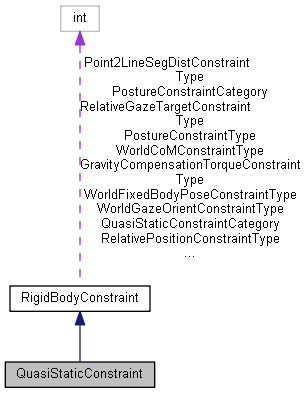 int
Point2LineSegDistConstraint
Type
PostureConstraintCategory
RelativeGazeTargetConstraint
Type
PostureConstraintType
WorldCoMConstraintType
GravityCompensationTorqueConstraint
Type
WorldFixedBodyPoseConstraintType
WorldGazeOrientConstraintType
QuasiStaticConstraintCategory
RelativePositionConstraintType
...
RigidBodyConstraint
QuasiStaticConstraint